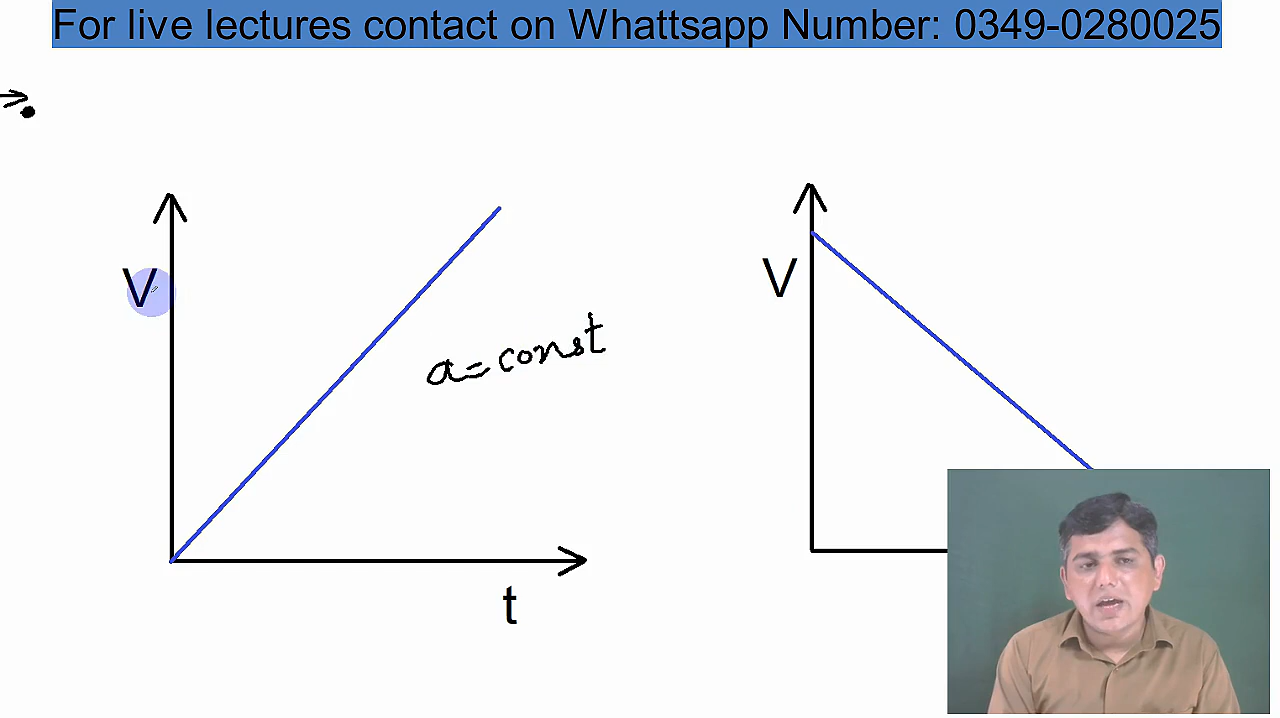 For live lectures contact on Whattsapp Number: 0349-0280025
V
V
a = const
t